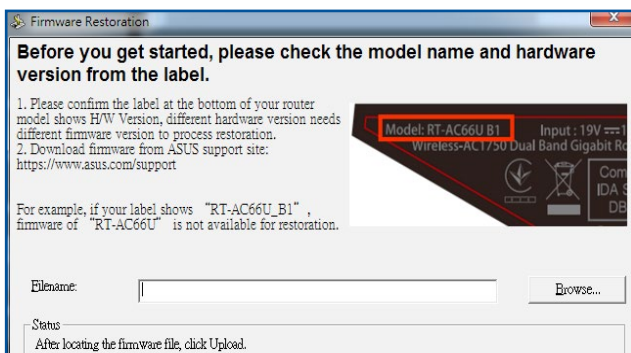 Firmware Restoration
Before you get started, please check the model name and hardware
version from the label.
1. Please confirm the label at the bottom of your router
model shows H/W Version, different hardware version needs
different firmware version to process restoration.
2. Download firmware from ASUS support site:
https://www.asus.com/support
For example, if your label shows “RT-AC66U_B1”,
firmware of “RT-AC66U” is not available for restoration.
Model: RT-AC66U B1 Input : 19V
Wireless-AC1750 Dual Band Gigabit
Com
IDA
DB
Filename:
Browse...
Status
After locating the firmware file, click Upload.